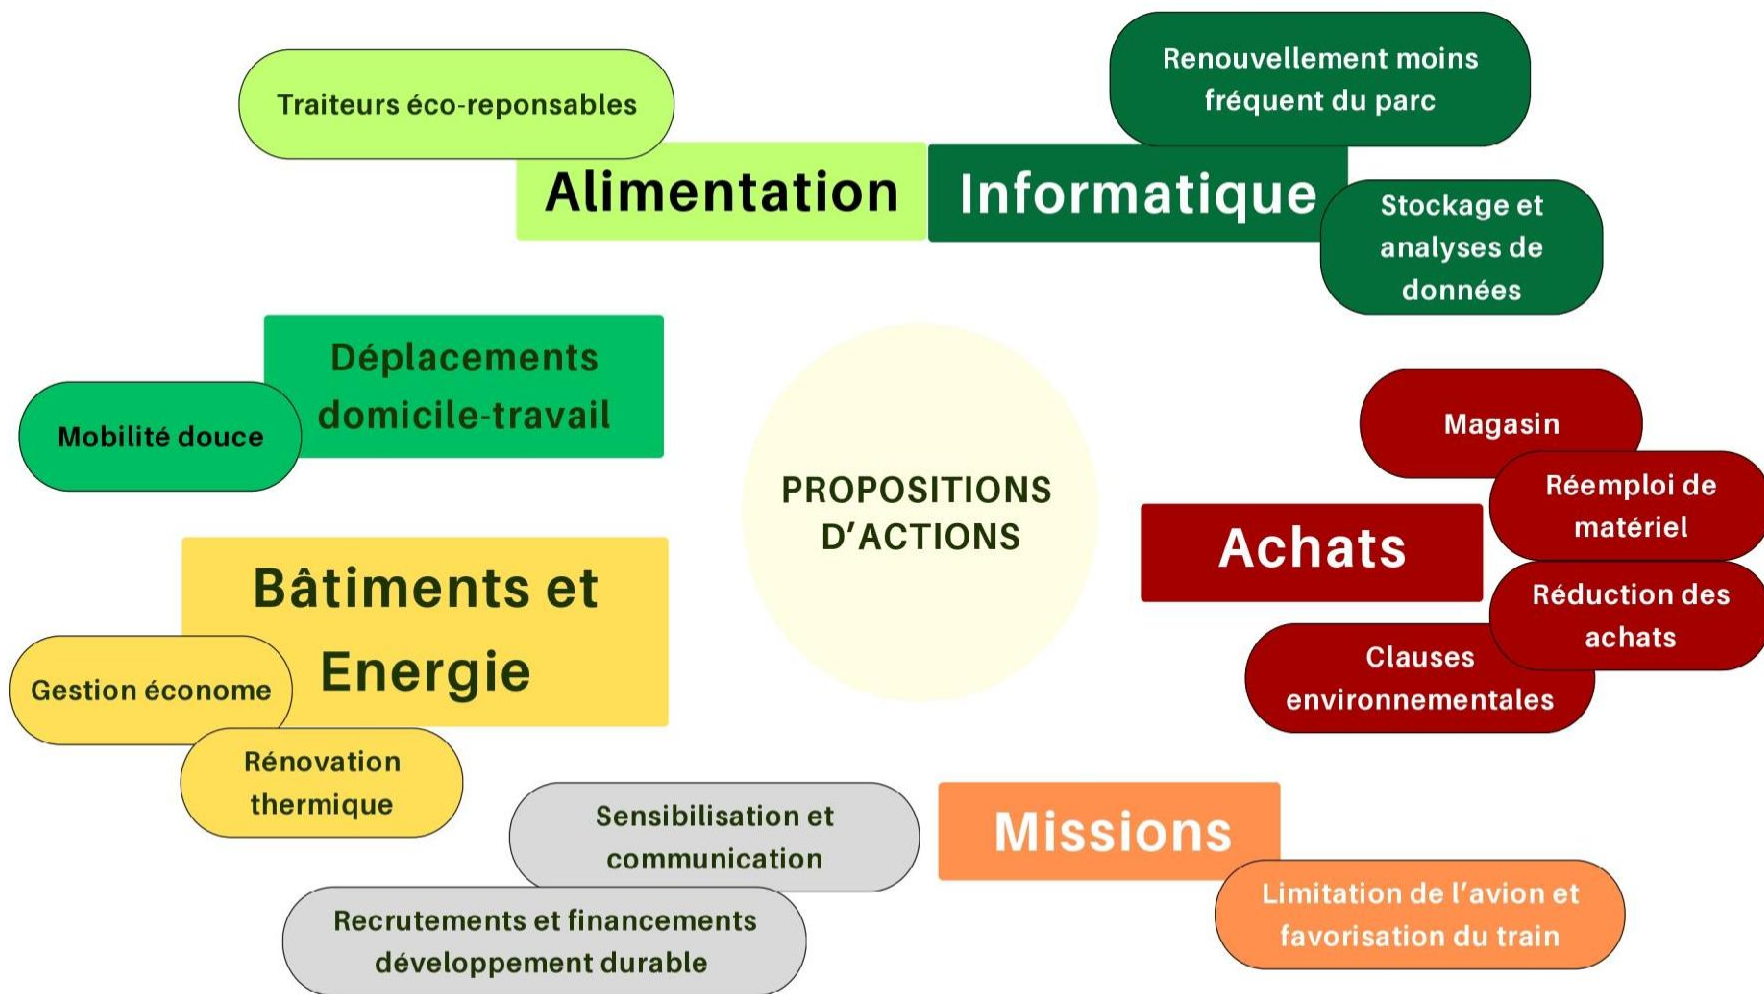 Traiteurs éco-reponsables
Alimentation
Renouvellement moins
fréquent du parc
Informatique
Stockage et
analyses de
données
Déplacements
domicile-travail
Mobilité douce
PROPOSITIONS
D’ACTIONS
Magasin
Réemploi de
matériel
Achats
Réduction des
achats
Clauses
environnementales
Bâtiments et
Energie
Gestion économe
Rénovation
thermique
Sensibilisation et
communication
Recrutements et financements
développement durable
Missions
Limitation de l’avion et
favorisation du train